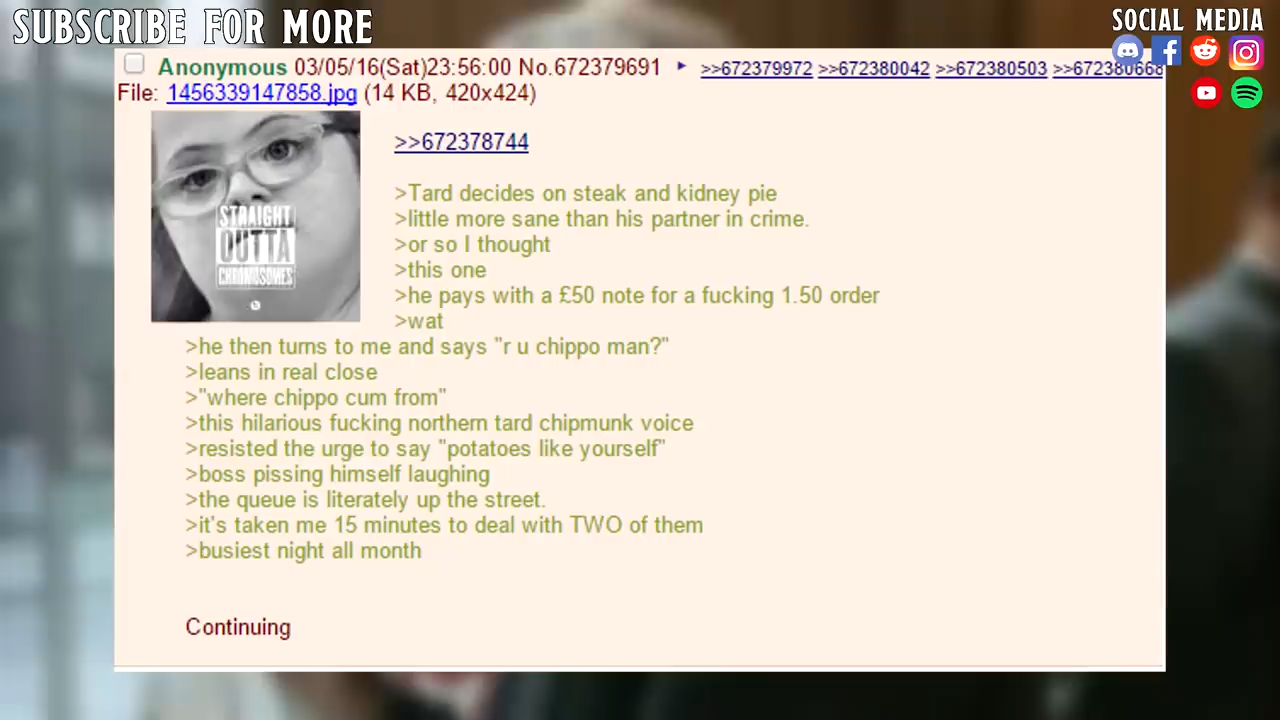 SUBSCRIBE FOR MORE
SOCIAL MEDIA
Anonymous 03/05/16(Sat)23:56:00 No.672379691 ▸ >>672379972 >>672380042 >>672380503 >>672380668
File: 1456339147858.jpg (14 KB, 420x424)
STRAIGHT
OUTTA
CHROMOSOMES
>>672378744
>Tard decides on steak and kidney pie
>little more sane than his partner in crime.
>or so I thought
>this one
>he pays with a £50 note for a fucking 1.50 order
>wat
>he then turns to me and says "r u chippo man?"
>leans in real close
>"where chippo cum from"
>this hilarious fucking northern tard chipmunk voice
>resisted the urge to say "potatoes like yourself"
>boss pissing himself laughing
>the queue is literately up the street.
>it's taken me 15 minutes to deal with TWO of them
>busiest night all month
Continuing